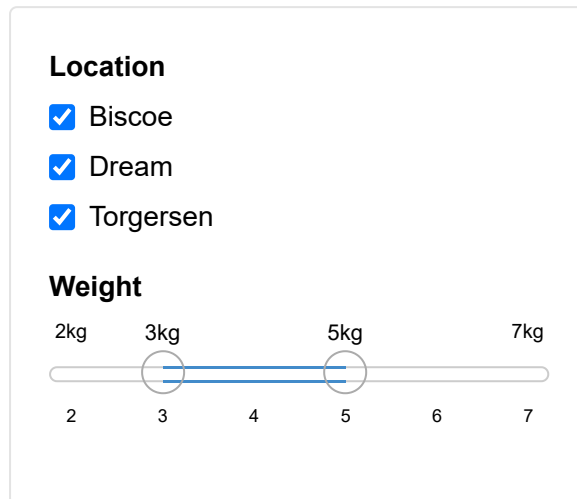 Location
Biscoe
Dream
Torgersen
Weight
2kg 3kg 5kg 7kg
2 3 4 5 6 7